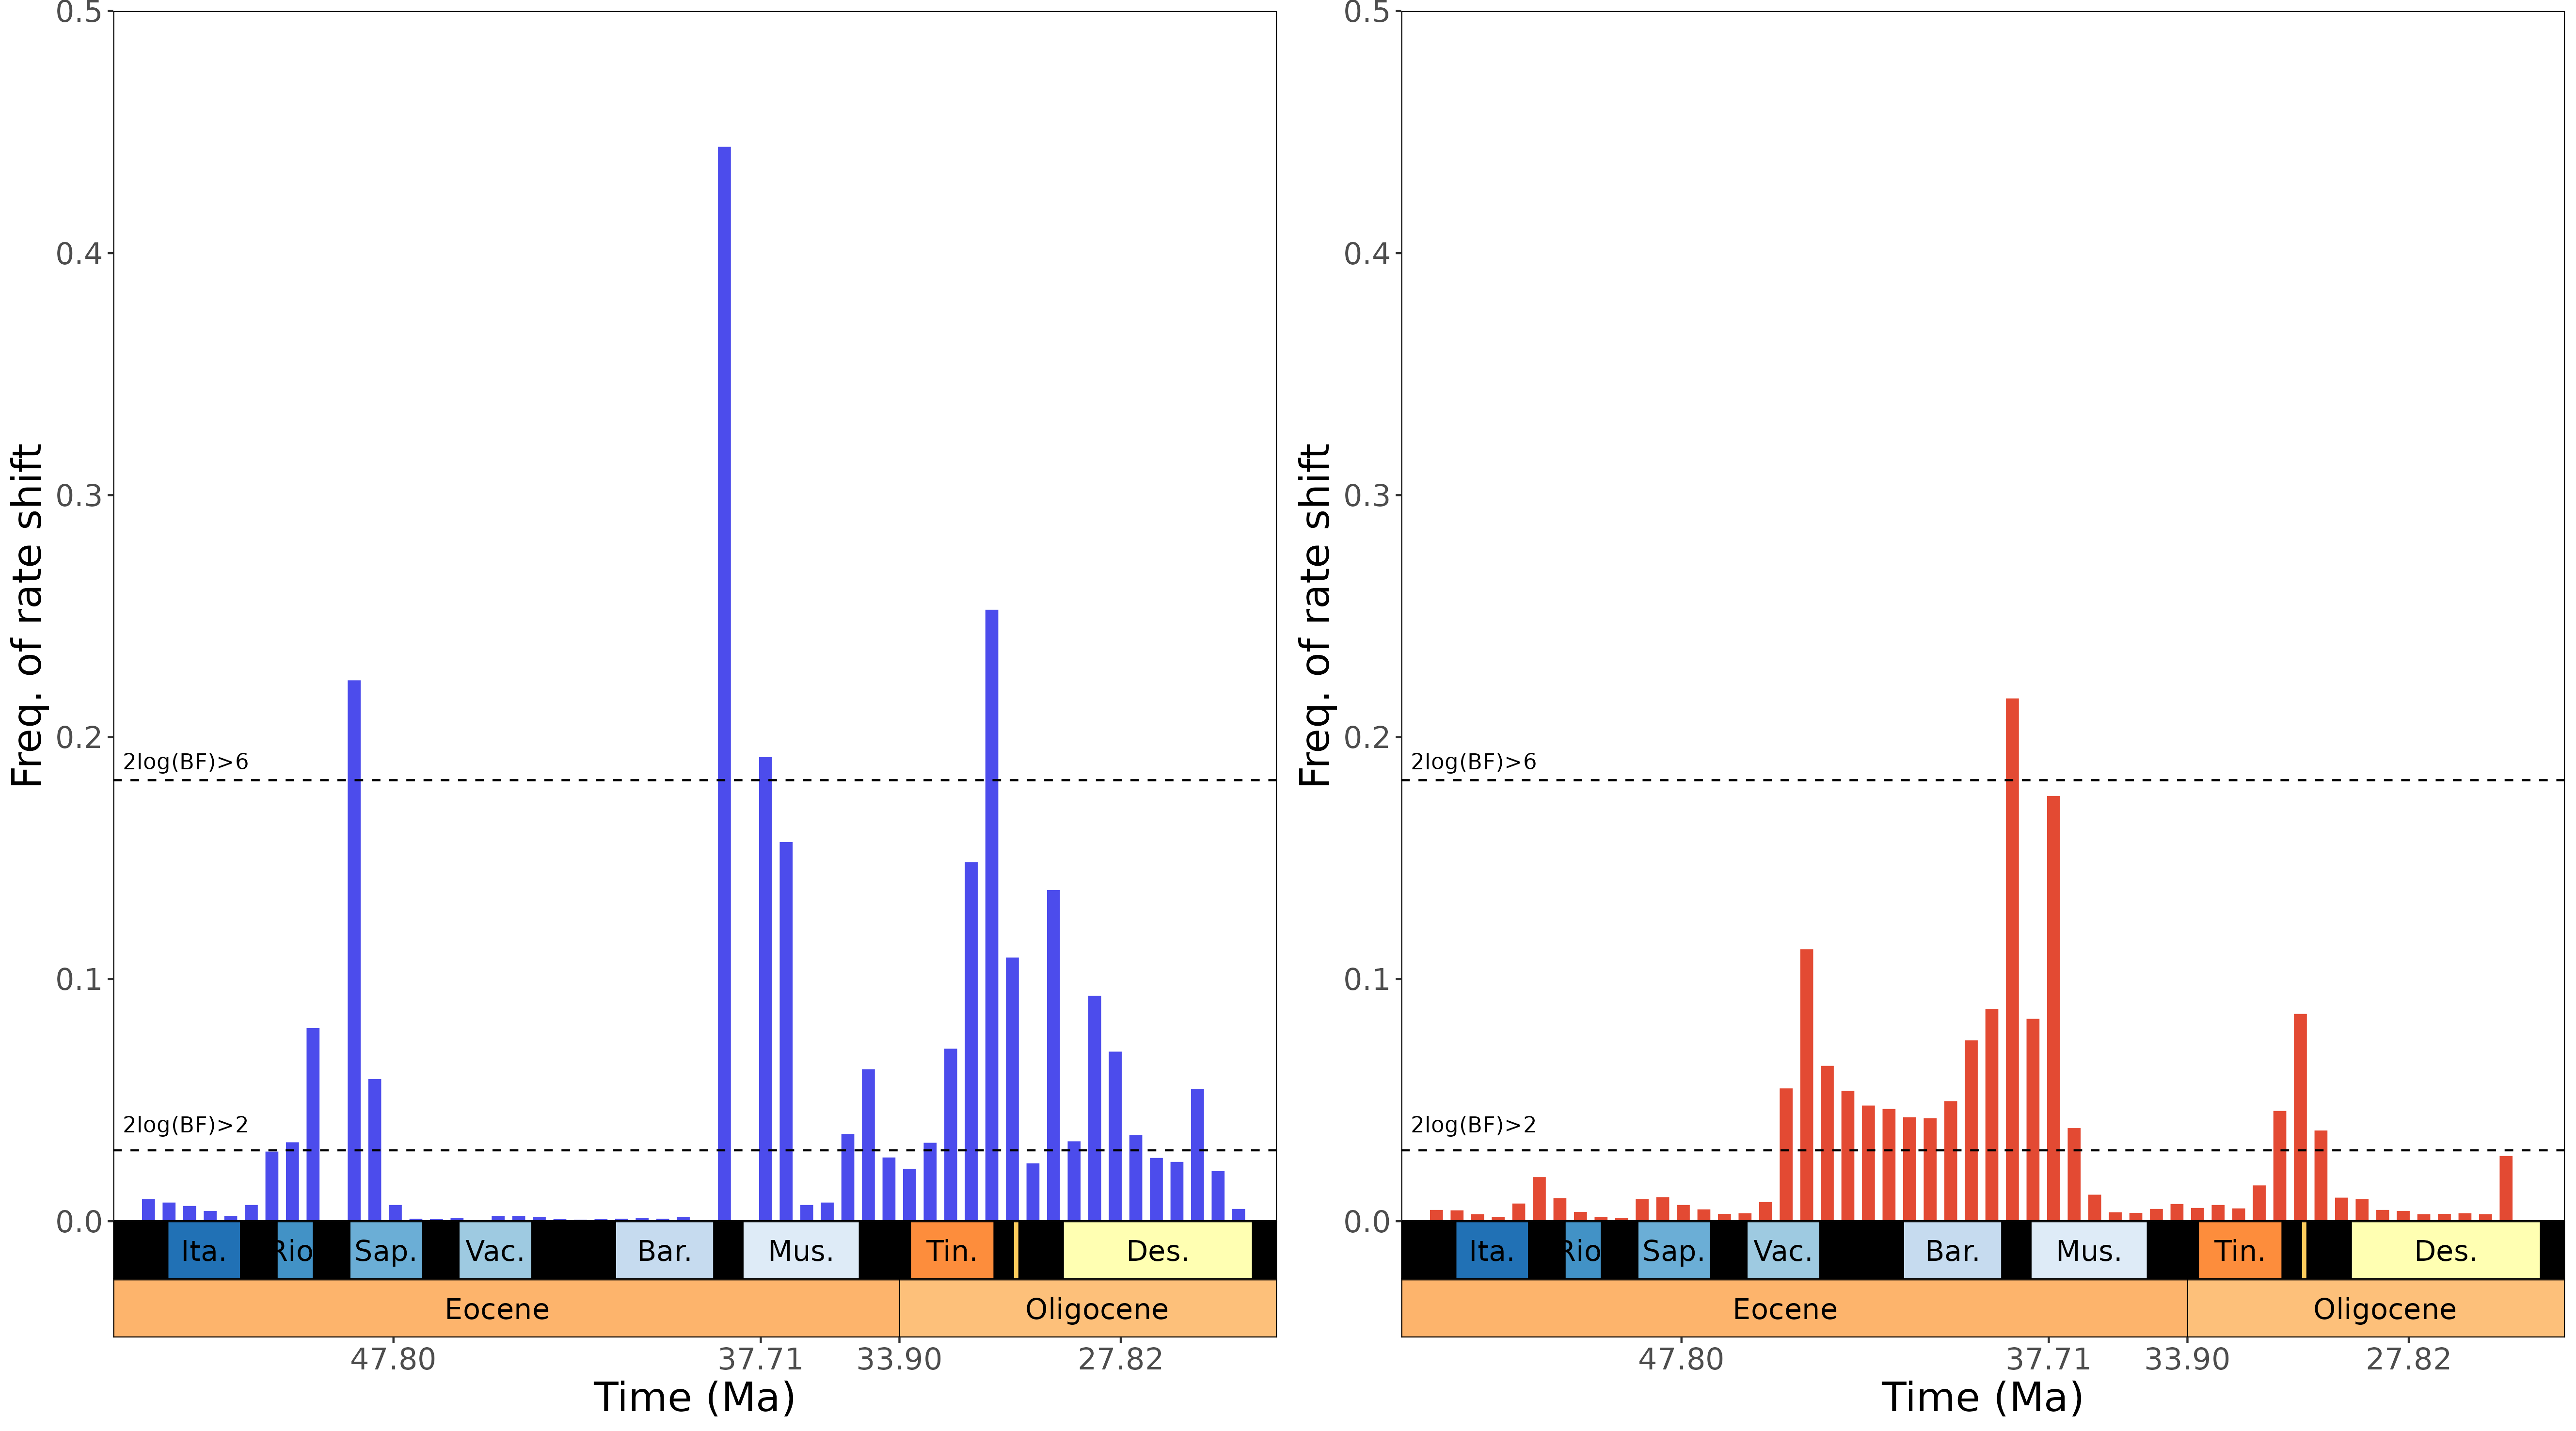 0.5
0.4
0.3
0.2
0.1
0.0
Freq. of rate shift
2log(BF)>6
2log(BF)>2
Ita. Rio Sap. Vac. Bar. Mus. Tin. Des.
Eocene Oligocene
47.80 37.71 33.90 27.82
Time (Ma)
0.5
0.4
0.3
0.2
0.1
0.0
Freq. of rate shift
2log(BF)>6
2log(BF)>2
Ita. Rio Sap. Vac. Bar. Mus. Tin. Des.
Eocene Oligocene
47.80 37.71 33.90 27.82
Time (Ma)